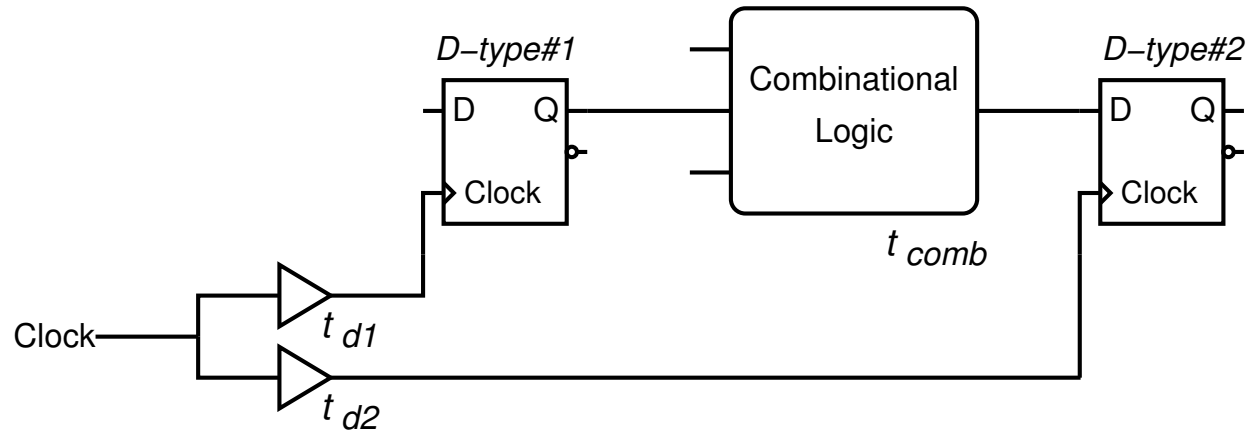 D–type#1
D–type#2
Combinational
Logic
D
Q
D
Q
Clock
Clock
t comb
Clock
t d1
t d2